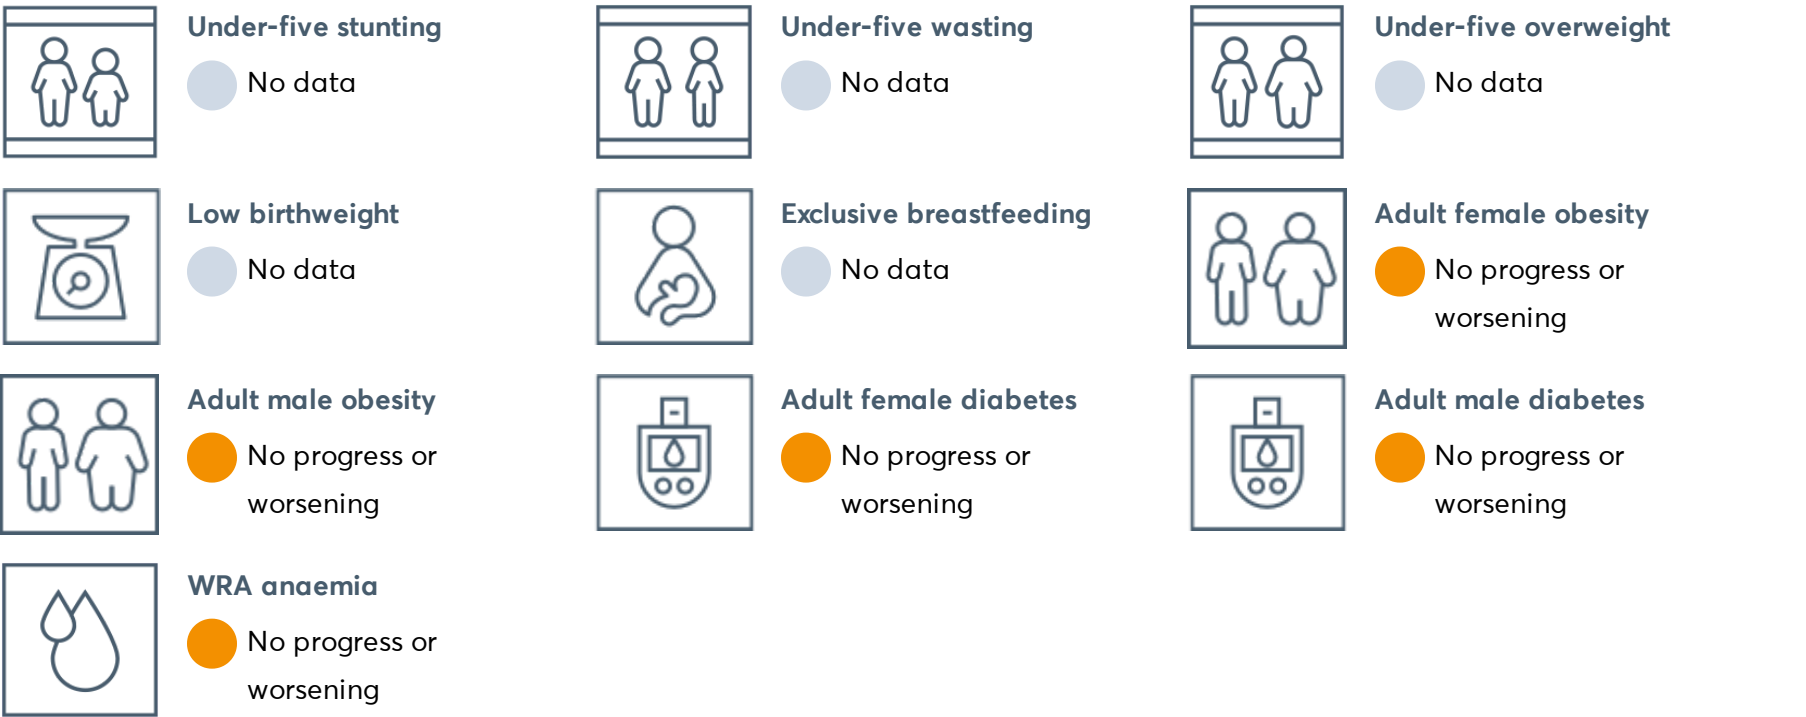 Under-five stunting
No data
Under-five wasting
No data
Under-five overweight
No data
Low birthweight
No data
Exclusive breastfeeding
No data
Adult female obesity
No progress or
worsening
Adult male obesity
No progress or
worsening
Adult female diabetes
No progress or
worsening
Adult male diabetes
No progress or
worsening
WRA anaemia
No progress or
worsening